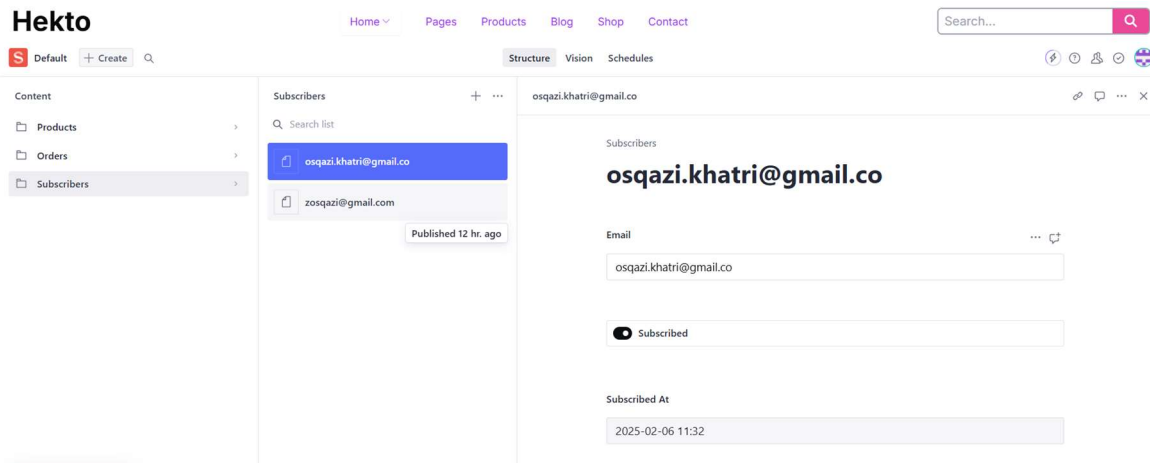 Hekto
Home Pages Products Blog Shop Contact
Search...
S Default + Create
Structure Vision Schedules
Content
Products
Orders
Subscribers
Subscribers
Search list
osqazi.khatri@gmail.co
zosqazi@gmail.com
Published 12 hr. ago
osqazi.khatri@gmail.co
Subscribers
osqazi.khatri@gmail.co
Email
osqazi.khatri@gmail.co
Subscribed
Subscribed At
2025-02-06 11:32